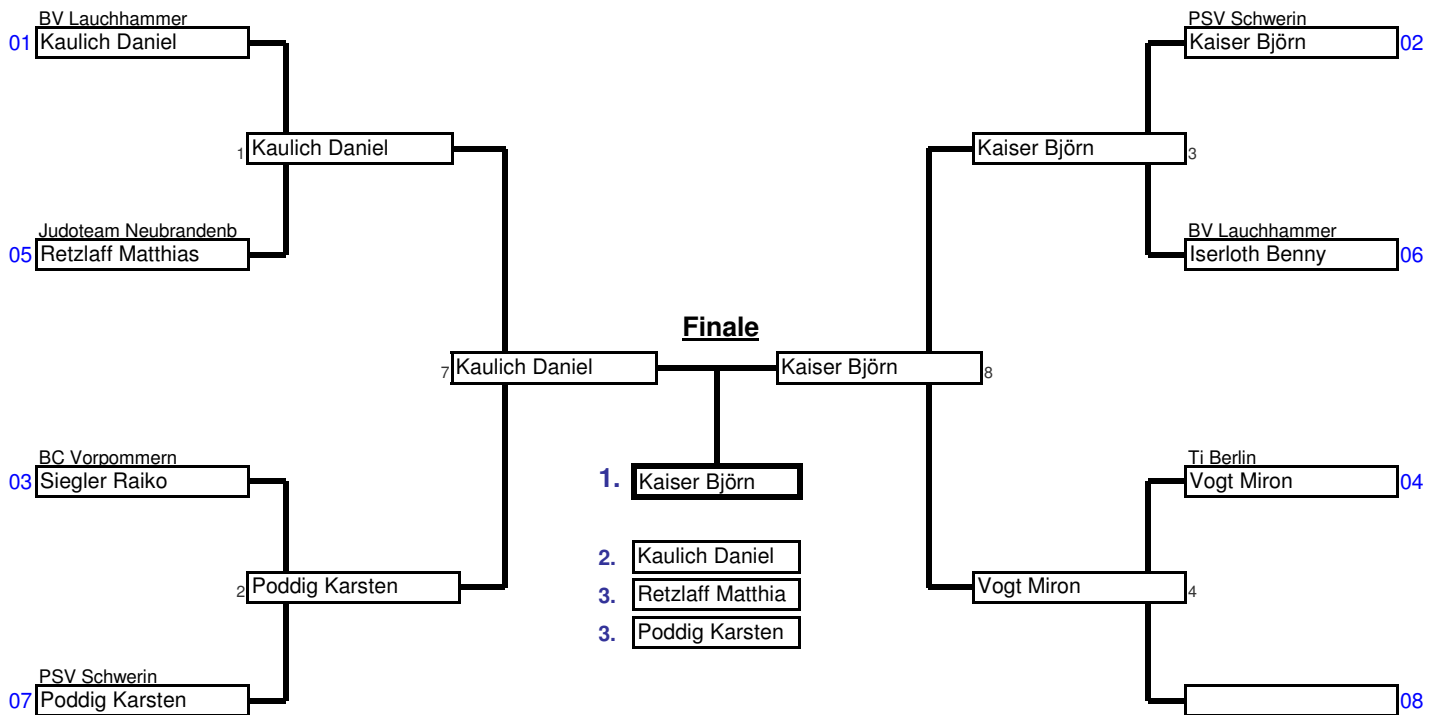 BV Lauchhammer
01 Kaulich Daniel
PSV Schwerin
Kaiser Björn 02
1 Kaulich Daniel
Kaiser Björn 3
Judoteam Neubrandenb
05 Retzlaff Matthias
BV Lauchhammer
Iserloth Benny 06
Finale
7 Kaulich Daniel
Kaiser Björn 8
BC Vorpommern
03 Siegler Raiko
1. Kaiser Björn
Ti Berlin
Vogt Miron 04
2. Kaulich Daniel
2 Poddig Karsten
3. Retzlaff Matthia
Vogt Miron 4
3. Poddig Karsten
PSV Schwerin
07 Poddig Karsten
08